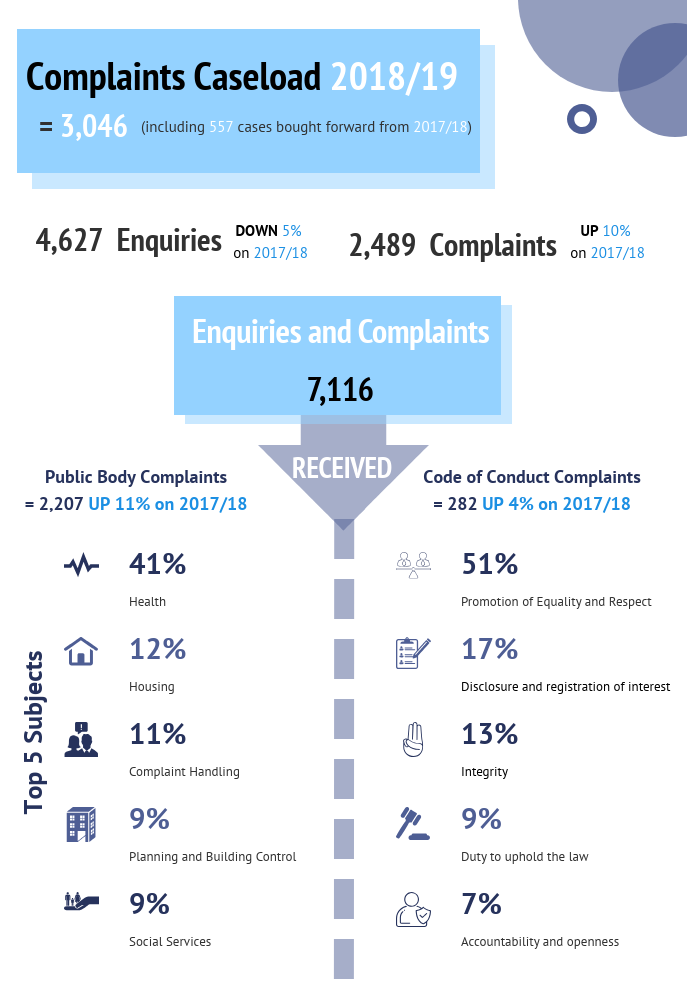 Complaints Caseload 2018/19
= 3,046 (including 557 cases bought forward from 2017/18)
4,627 Enquiries DOWN 5% on 2017/18
2,489 Complaints UP 10% on 2017/18
Enquiries and Complaints
7,116
RECEIVED
Public Body Complaints
= 2,207 UP 11% on 2017/18
Code of Conduct Complaints
= 282 UP 4% on 2017/18
Top 5 Subjects
41%
Health
12%
Housing
11%
!
Complaint Handling
9%
Planning and Building Control
9%
Social Services
51%
Promotion of Equality and Respect
17%
Disclosure and registration of interest
13%
Integrity
9%
Duty to uphold the law
7%
Accountability and openness